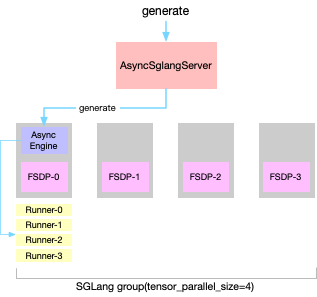 generate
AsyncSglangServer
generate
Async
Engine
FSDP-0
FSDP-1
FSDP-2
FSDP-3
Runner-0
Runner-1
Runner-2
Runner-3
SGLang group(tensor_parallel_size=4)